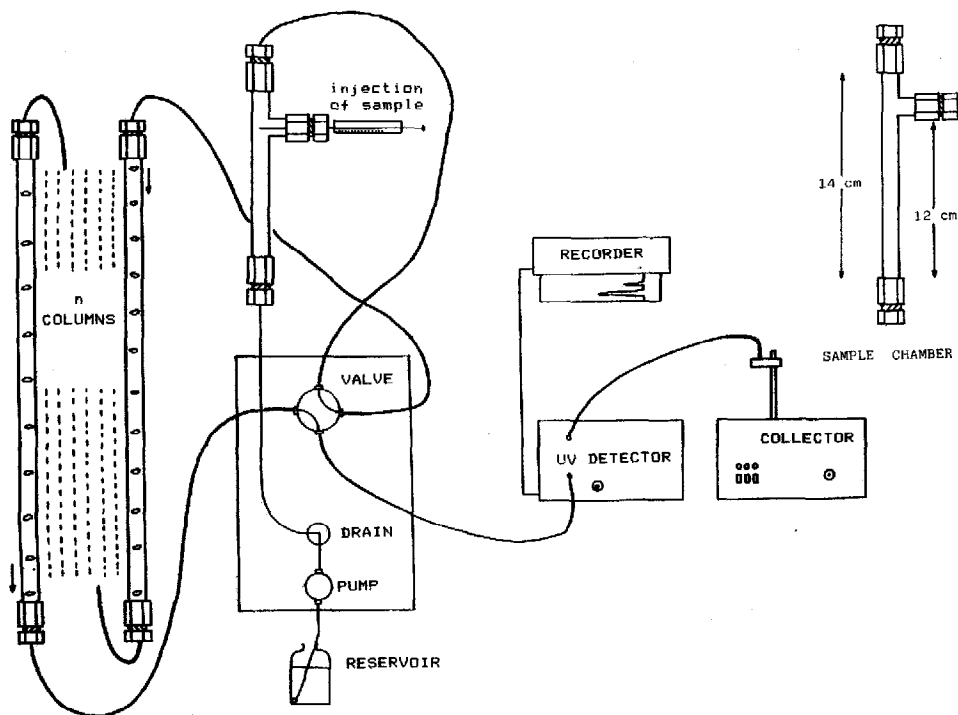 injection
of sample
14 cm
12 cm
RECORDER
n
COLUMNS
SAMPLE CHAMBER
VALVE
COLLECTOR
UV DETECTOR
DRAIN
PUMP
RESERVOIR